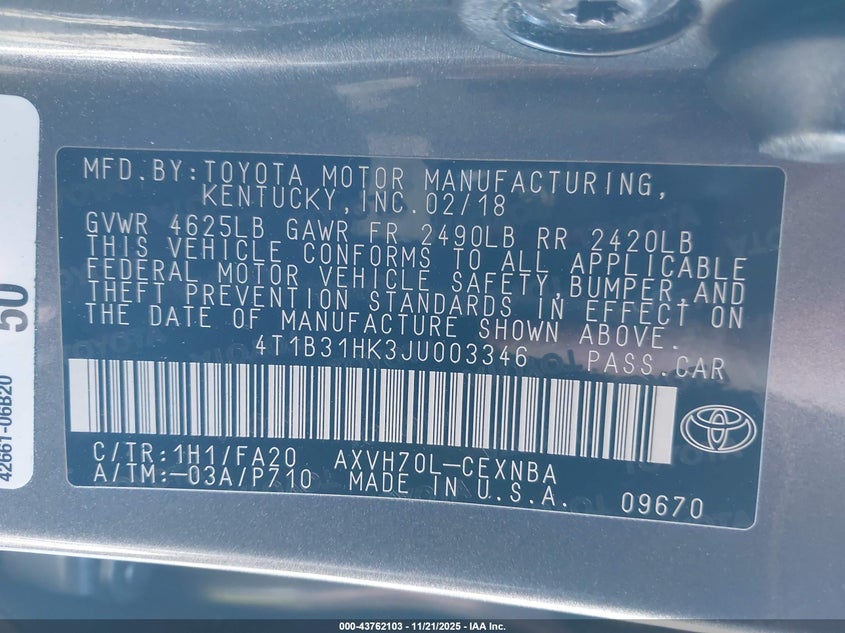 MFD.BY:TOYOTA MOTOR MANUFACTURING,
KENTUCKY,INC.02/18
GVWR 4625LB GAWR FR 2490LB RR 2420LB
THIS VEHICLE CONFORMS TO ALL APPLICABLE
FEDERAL MOTOR VEHICLE SAFETY,BUMPER,AND
THEFT PREVENTION STANDARDS IN EFFECT ON
THE DATE OF MANUFACTURE SHOWN ABOVE.
4T1B31HK3JU003346 PASS.CAR
C/TR:1H1/FA20 AXVH70L-CEXNBA
A/TM:-03A/P710 MADE IN U.S.A. 09670
50
42661-06B20
000-43762103 - 11/21/2025 - IAA Inc.